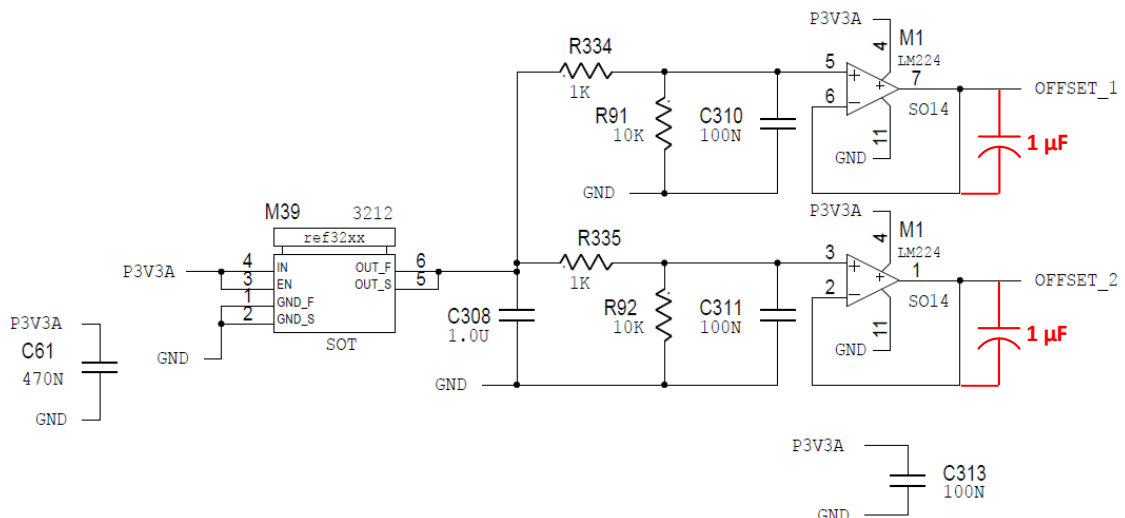 P3V3A
M1
R334
4
LM224
5
7
OFFSET_1
1K
+
+
6
R91
C310
−
SO14
10K
100N
11
1 µF
GND
GND
P3V3A
M39
3212
M1
R335
4
LM224
ref32xx
3
1
OFFSET_2
P3V3A
4
IN
OUT_F
6
+
+
3
EN
OUT_S
5
1K
2
1
GND_F
R92
C311
−
SO14
2
GND_S
C308
10K
100N
11
1 µF
P3V3A
1.0U
GND
C61
GND
SOT
470N
GND
GND
P3V3A
C313
100N
GND